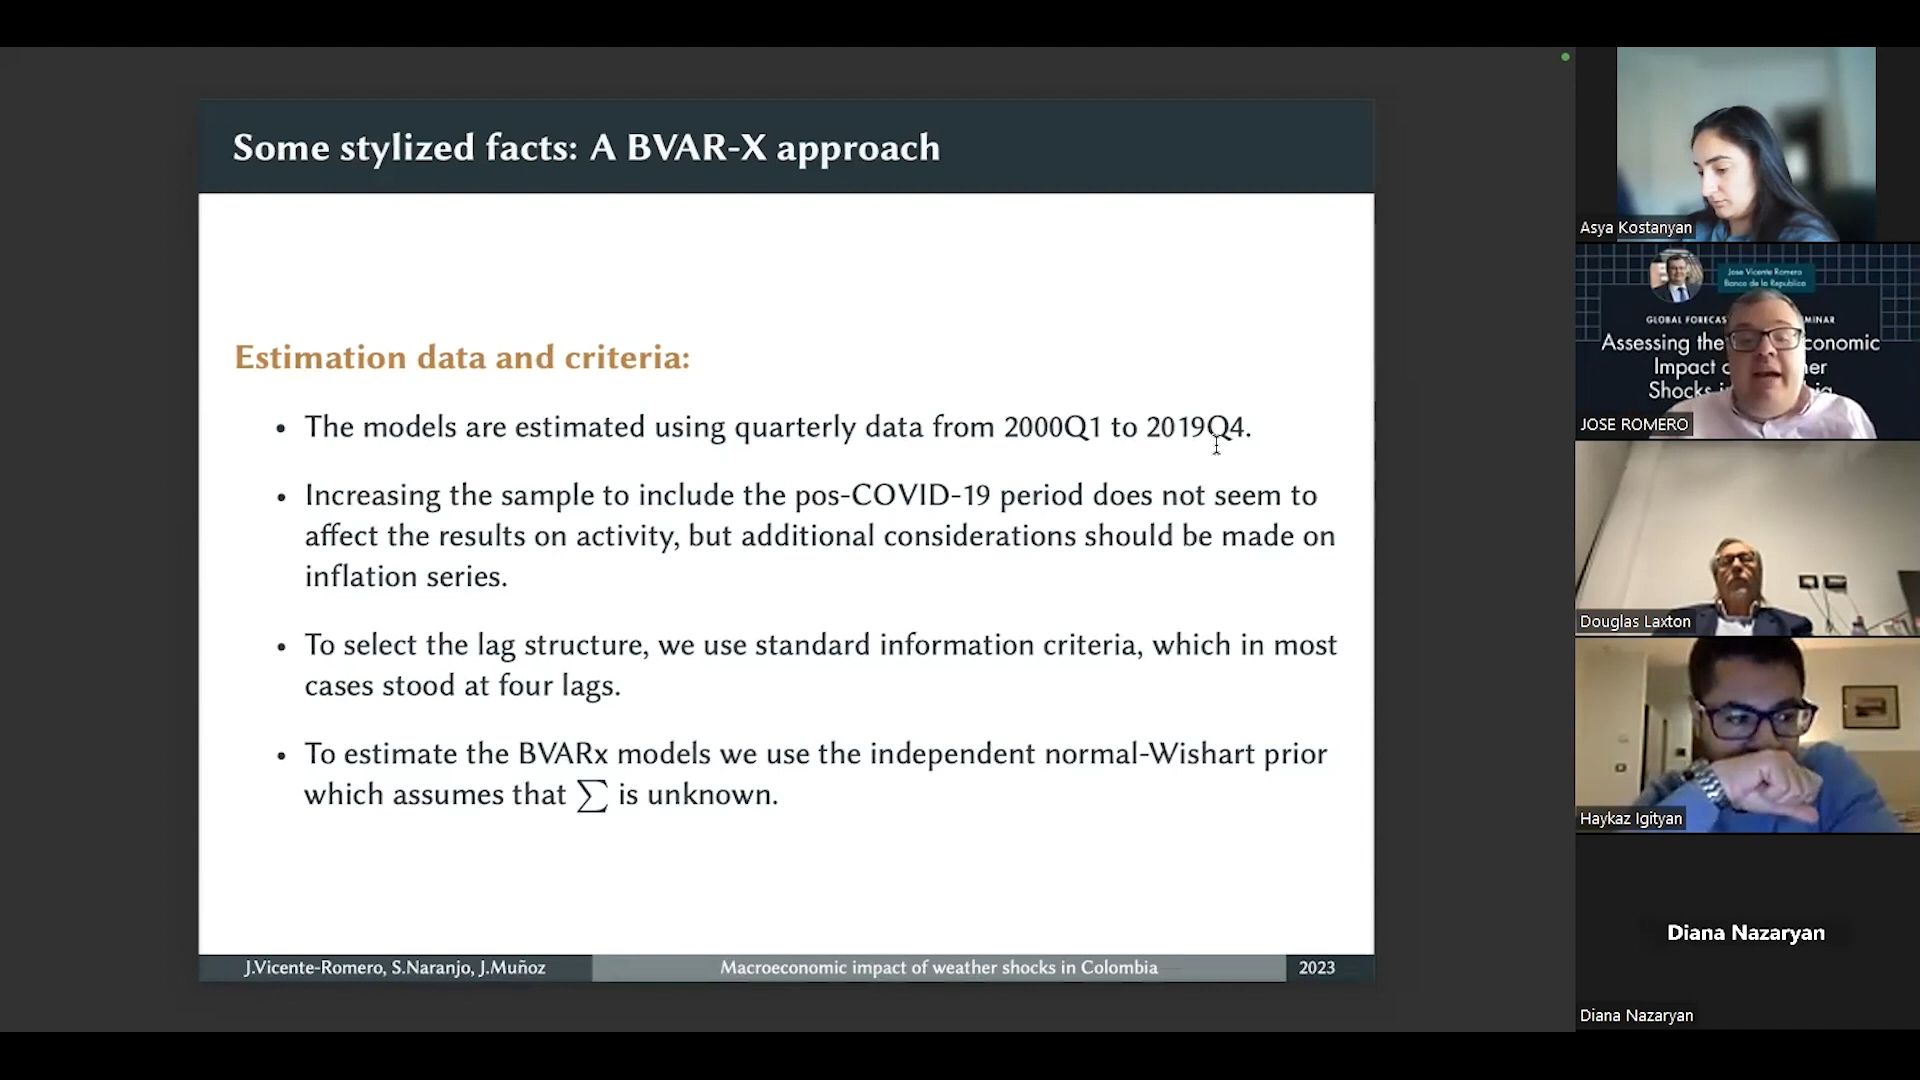 Some stylized facts: A BVAR-X approach
Estimation data and criteria:
• The models are estimated using quarterly data from 2000Q1 to 2019Q4.
• Increasing the sample to include the pos-COVID-19 period does not seem to
affect the results on activity, but additional considerations should be made on
inflation series.
• To select the lag structure, we use standard information criteria, which in most
cases stood at four lags.
• To estimate the BVARx models we use the independent normal-Wishart prior
which assumes that ∑ is unknown.
J.Vicente-Romero, S.Naranjo, J.Muñoz
Macroeconomic impact of weather shocks in Colombia
2023
Asya Kostanyan
Jose Vicente Romero
Banco de la Republica
GLOBAL
Assessing the
Impact
Shocks
JOSE ROMERO
Douglas Laxton
Haykaz Igityan
Diana Nazaryan
Diana Nazaryan